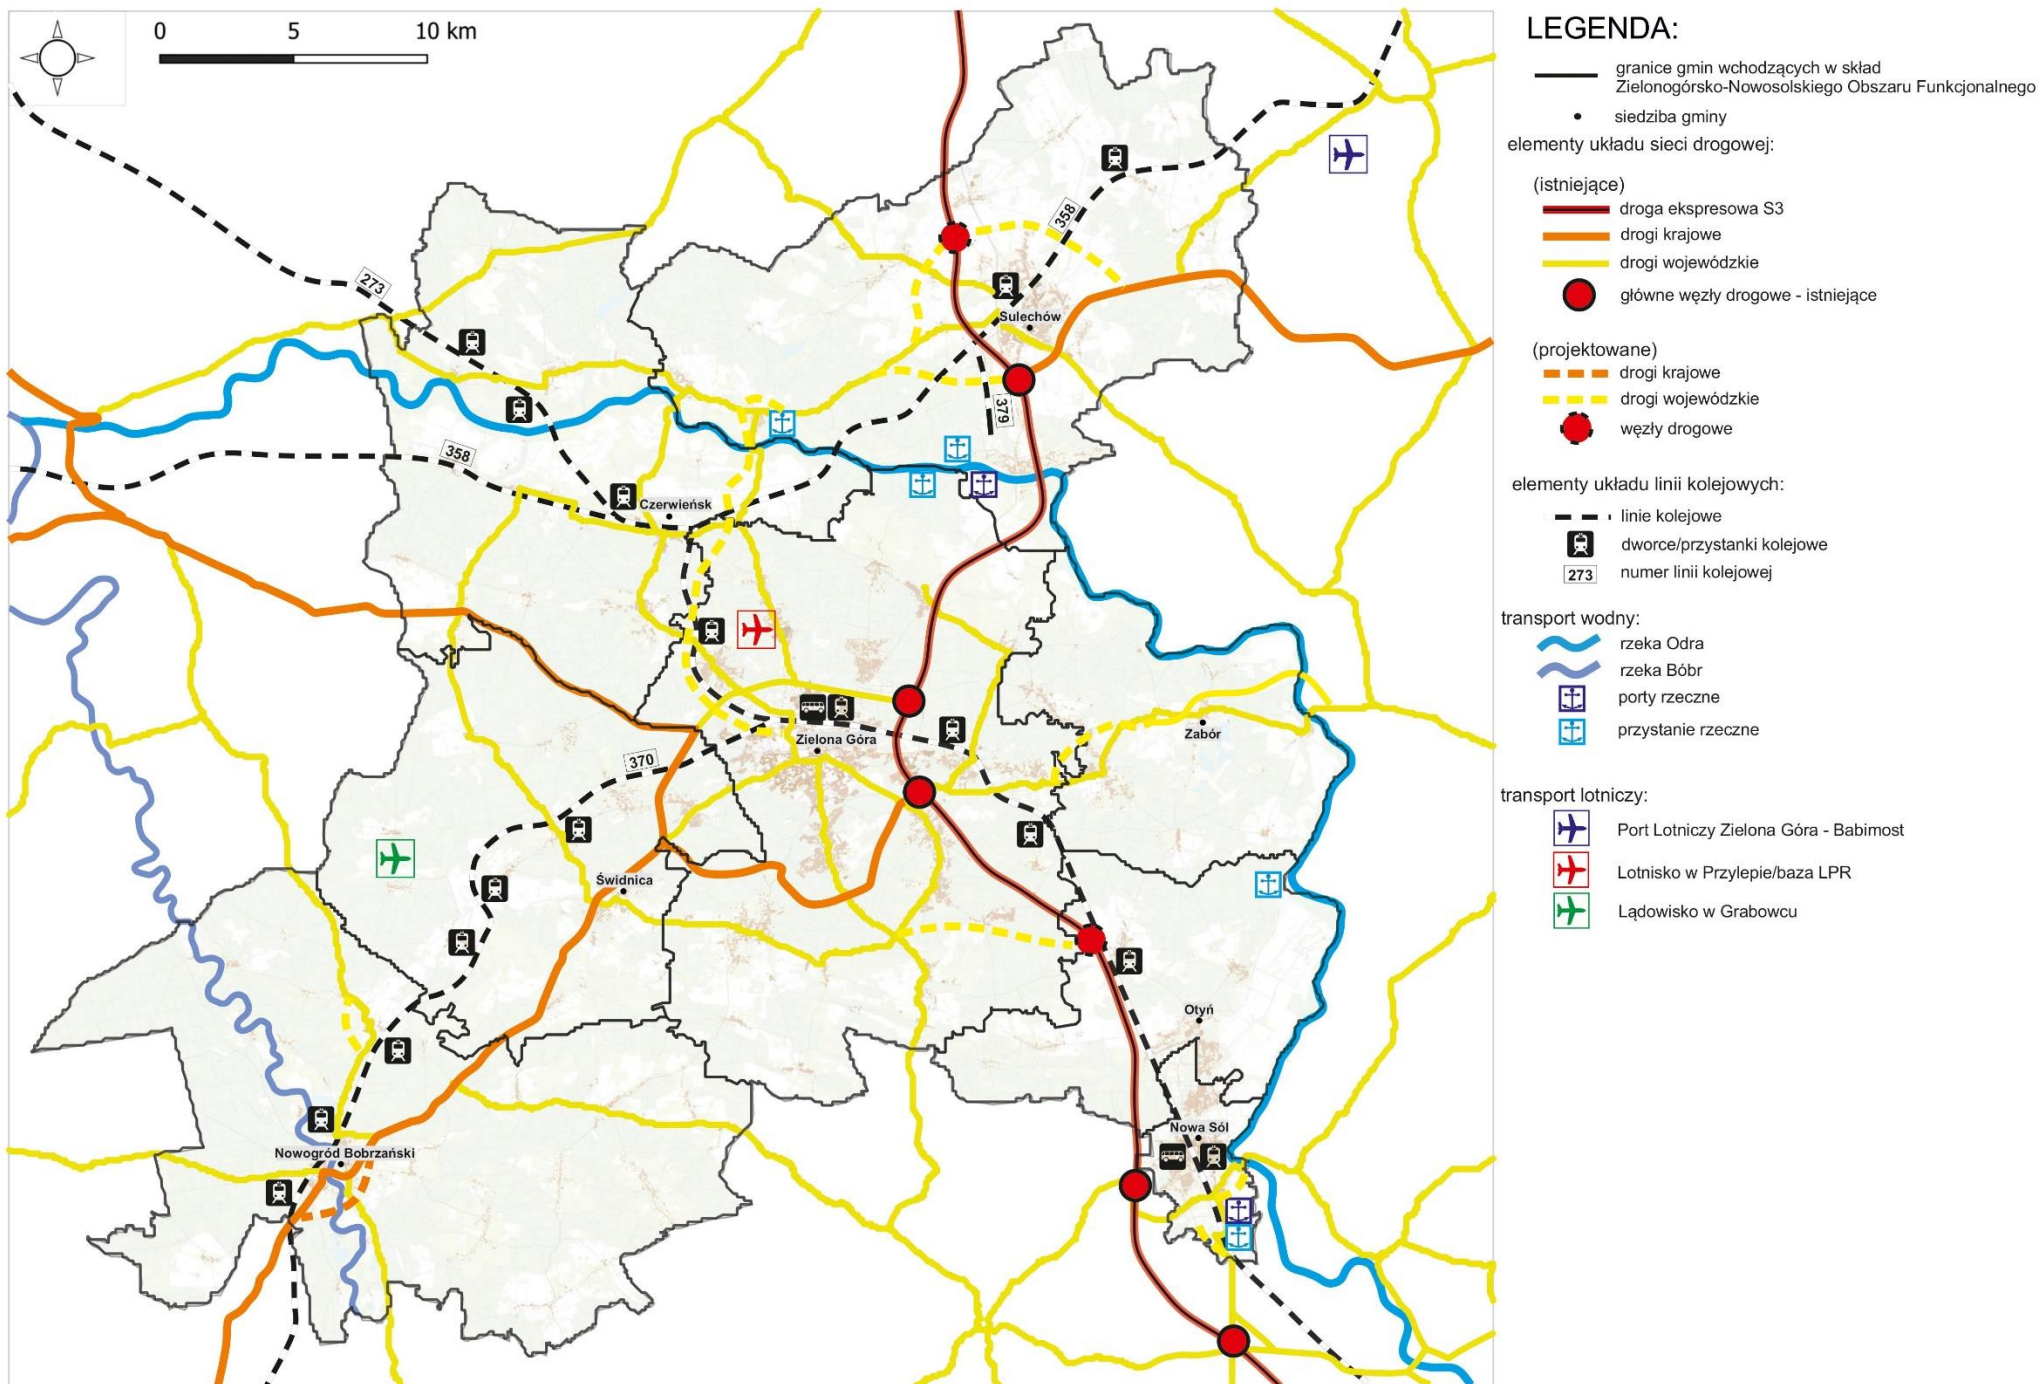 0 5 10 km
273
358
Sulechów
379
358
Czerwieńsk
Zielona Góra
Zabór
370
Świdnica
Otyń
Nowa Sól
Nowogród Bobrzański
LEGENDA:
granice gmin wchodzących w skład
Zielonogórsko-Nowosolskiego Obszaru Funkcjonalnego
siedziba gminy
elementy układu sieci drogowej:
(istniejące)
droga ekspresowa S3
drogi krajowe
drogi wojewódzkie
główne węzły drogowe - istniejące
(projektowane)
drogi krajowe
drogi wojewódzkie
węzły drogowe
elementy układu linii kolejowych:
linie kolejowe
dworce/przystanki kolejowe
273 numer linii kolejowej
transport wodny:
rzeka Odra
rzeka Bóbr
porty rzeczne
przystanie rzeczne
transport lotniczy:
Port Lotniczy Zielona Góra - Babimost
Lotnisko w Przylepie/baza LPR
Lądowisko w Grabowcu